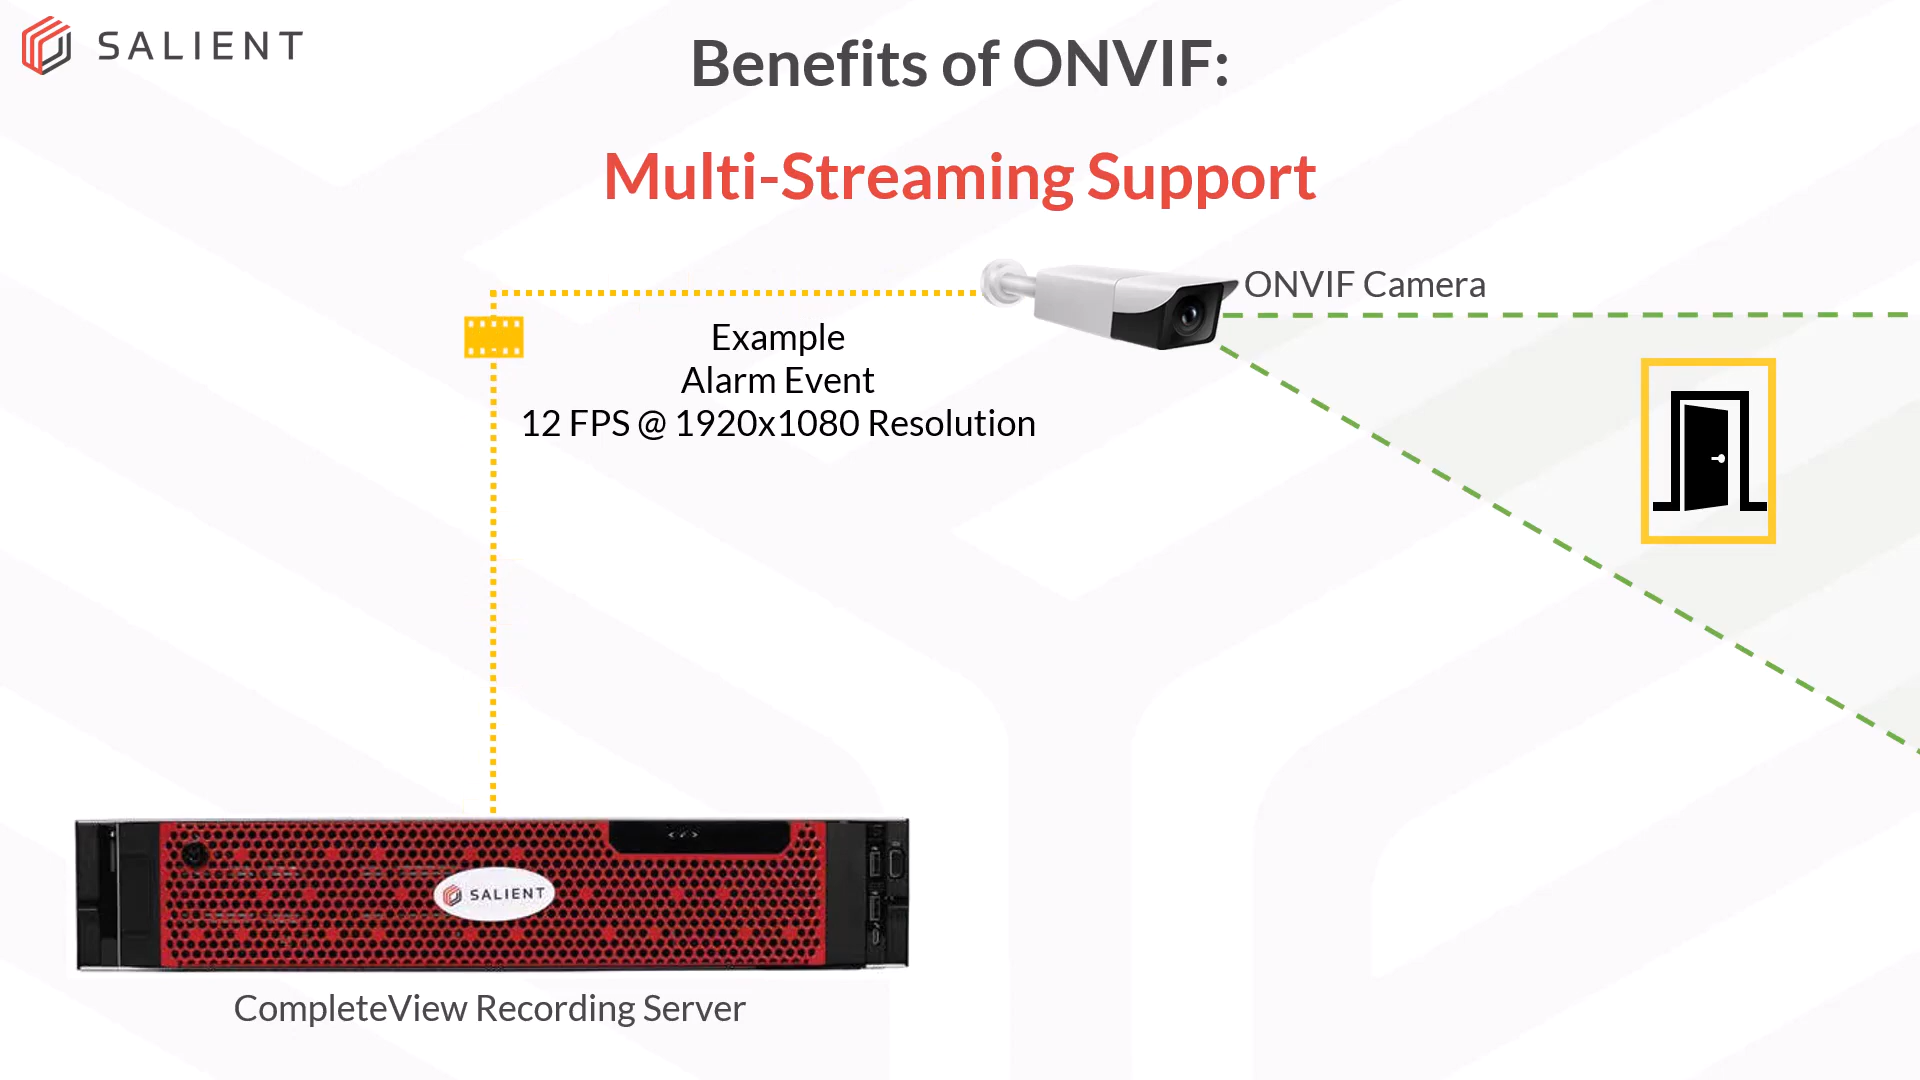 SALIENT
Benefits of ONVIF:
Multi-Streaming Support
ONVIF Camera
Example
Alarm Event
12 FPS @ 1920x1080 Resolution
SALIENT
CompleteView Recording Server